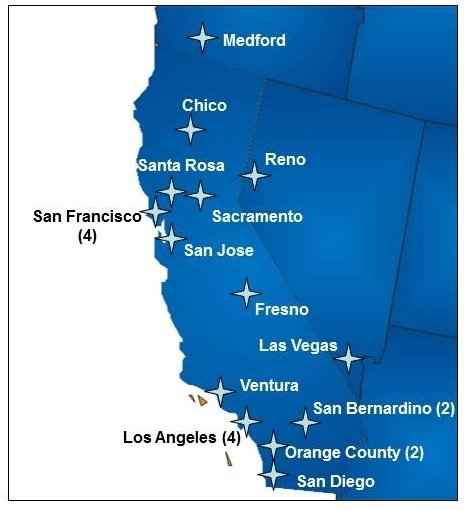 Medford
Chico
Santa Rosa
Reno
San Francisco
(4)
Sacramento
San Jose
Fresno
Las Vegas
Ventura
San Bernardino (2)
Los Angeles (4)
Orange County (2)
San Diego